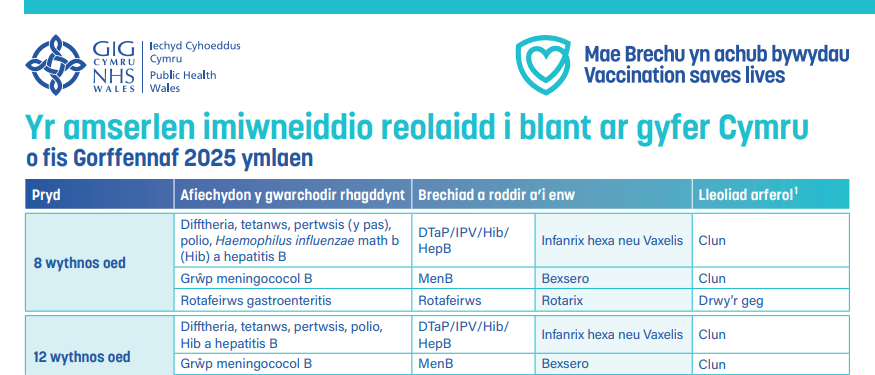 GIG
CYMRU
NHS
WALES
Iechyd Cyhoeddus
Cymru
Public Health
Wales
Mae Brechu yn achub bywydau
Vaccination saves lives
Yr amserlen imiwneiddio reolaidd i blant ar gyfer Cymru
o fis Gorffennaf 2025 ymlaen
Pryd
Afiechydon y gwarchodir rhagddynt
Brechiad a roddir a'i enw
Lleoliad arferol¹
8 wythnos oed
Difftheria, tetanws, pertwsis (y pas),
polio, Haemophilus influenzae math b
(Hib) a hepatitis B
DTaP/IPV/Hib/
HepB
Infanrix hexa neu Vaxelis
Clun
Grŵp meningococol B
MenB
Bexsero
Clun
Rotafeirws gastroenteritis
Rotafeirws
Rotarix
Drwy'r geg
12 wythnos oed
Difftheria, tetanws, pertwsis, polio,
Hib a hepatitis B
DTaP/IPV/Hib/
HepB
Infanrix hexa neu Vaxelis
Clun
Grŵp meningococol B
MenB
Bexsero
Clun